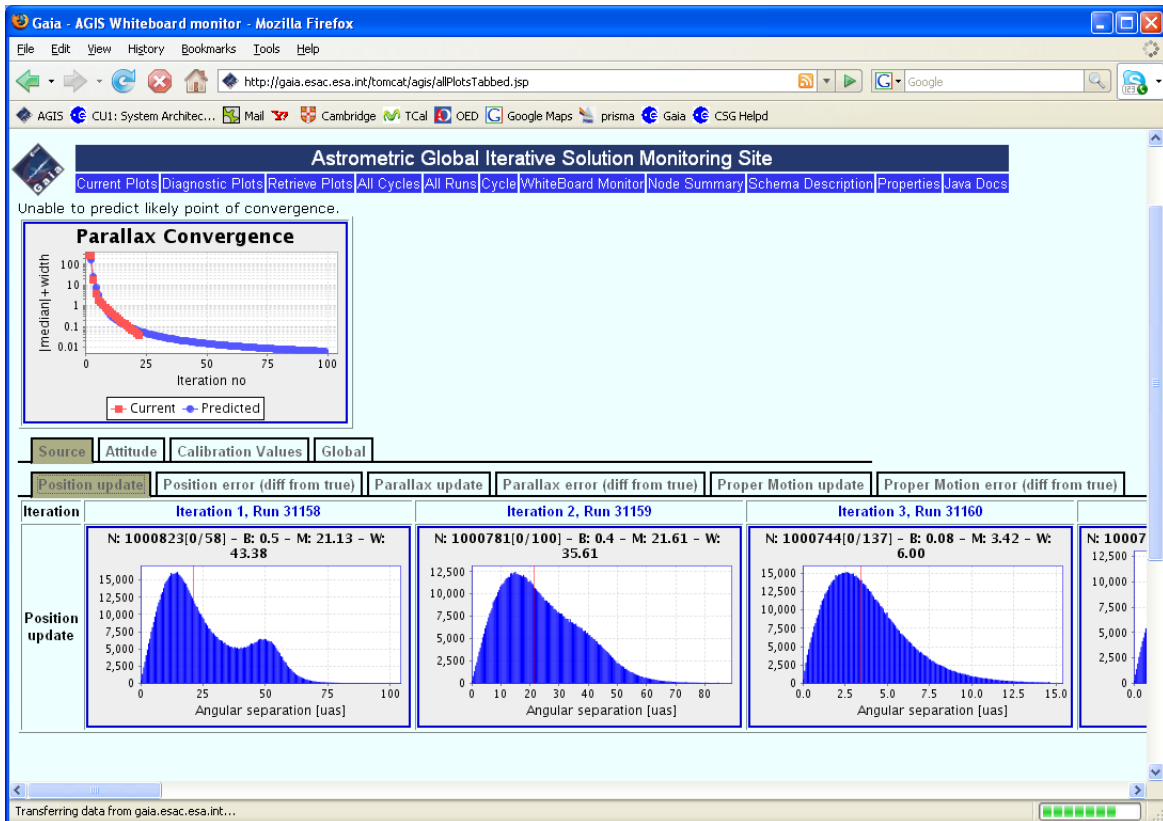 Gaia - AGIS Whiteboard monitor - Mozilla Firefox
File Edit View History Bookmarks Tools Help
http://gaia.esac.esa.int/tomcat/agis/allPlotsTabbed.jsp
G Google
AGIS CU1: System Architec... Mail Cambridge TCal OED Google Maps prisma Gaia CSG Helpd
Gaia
Astrometric Global Iterative Solution Monitoring Site
Current Plots Diagnostic Plots Retrieve Plots All Cycles All Runs Cycle WhiteBoard Monitor Node Summary Schema Description Properties Java Docs
Unable to predict likely point of convergence.
Parallax Convergence
|median|+width
100
10
1
0.1
0.01
0 25 50 75 100
Iteration no
Current Predicted
Source Attitude Calibration Values Global
Position update Position error (diff from true) Parallax update Parallax error (diff from true) Proper Motion update Proper Motion error (diff from true)
Iteration Iteration 1, Run 31158 Iteration 2, Run 31159 Iteration 3, Run 31160
Position update
N: 1000823[0/58] - B: 0.5 - M: 21.13 - W:
43.38
15,000
12,500
10,000
7,500
5,000
2,500
0
0 25 50 75 100
Angular separation [uas]
N: 1000781[0/100] - B: 0.4 - M: 21.61 - W:
35.61
12,500
10,000
7,500
5,000
2,500
0
0 10 20 30 40 50 60 70 80
Angular separation [uas]
N: 1000744[0/137] - B: 0.08 - M: 3.42 - W:
6.00
15,000
12,500
10,000
7,500
5,000
2,500
0
0.0 2.5 5.0 7.5 10.0 12.5 15.0
Angular separation [uas]
N: 10007
12,500
10,000
7,500
5,000
2,500
0
0.0
Transferring data from gaia.esac.esa.int...